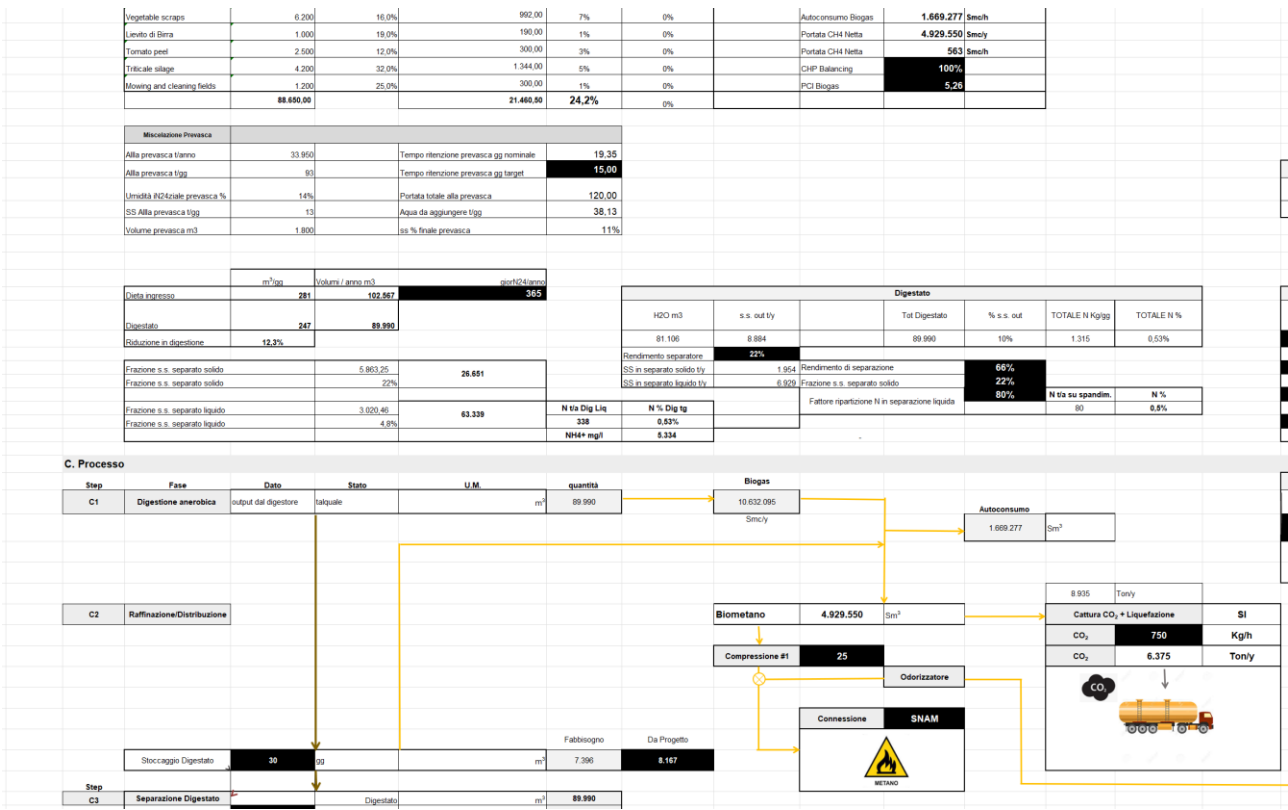 Vegetable scraps 6.200 16,0% 992,00 7% 0% Autoconsumo Biogas 1.669.277 Smc/h
Lievito di Birra 1.000 19,0% 190,00 1% 0% Portata CH4 Netta 4.929.550 Smc/y
Tomato peel 2.500 12,0% 300,00 3% 0% Portata CH4 Netta 563 Smc/h
Triticale silage 4.200 32,0% 1.344,00 5% 0% CHP Balancing 100%
Mowing and cleaning fields 1.200 25,0% 300,00 1% 0% PCI Biogas 5,26
88.650,00 21.460,50 24,2% 0%
Miscelazione Prevasca
Allla prevasca t/anno 33.950 Tempo ritenzione prevasca gg nominale 19,35
Allla prevasca t/gg 93 Tempo ritenzione prevasca gg target 15,00
Umidità iN24ziale prevasca % 14% Portata totale alla prevasca 120,00
SS Allla prevasca t/gg 13 Aqua da aggiungere t/gg 38,13
Volume prevasca m3 1.800 ss % finale prevasca 11%
m³/gg Volumi / anno m3 giorN24/anno
Dieta ingresso 281 102.567 365
Digestato
H2O m3 s.s. out t/y Tot Digestato % s.s. out TOTALE N Kg/gg TOTALE N %
Digestato 247 89.990
81.106 8.884 89.990 10% 1.315 0,53%
Riduzione in digestione 12,3%
Rendimento separatore 22%
Frazione s.s. separato solido 5.863,25 26.651
SS in separato solido t/y 1.954 Rendimento di separazione 66%
Frazione s.s. separato solido 22%
SS in separato liquido t/y 6.929 Frazione s.s. separato solido 22%
Fattore ripartizione N in separazione liquida 80% N t/a su spandim. N %
80 0,5%
Frazione s.s. separato liquido 3.020,46 63.339 N t/a Dig Liq N % Dig tg
Frazione s.s. separato liquido 4,8% 338 0,53%
NH4+ mg/l 5.334
C. Processo
Step Fase Dato Stato U.M. quantità Biogas
C1 Digestione anerobica output dal digestore talquale m³ 89.990 10.632.095
Smc/y
Autoconsumo
1.669.277 Sm³
8.935 Ton/y
C2 Raffinazione/Distribuzione Biometano 4.929.550 Sm³ Cattura CO₂ + Liquefazione SI
CO₂ 750 Kg/h
Compressione #1 25 CO₂ 6.375 Ton/y
Odorizzatore
CO₂
Connessione SNAM
METANO
Fabbisogno Da Progetto
Stoccaggio Digestato 30 gg m³ 7.396 8.167
Step
C3 Separazione Digestato Digestato m³ 89.990